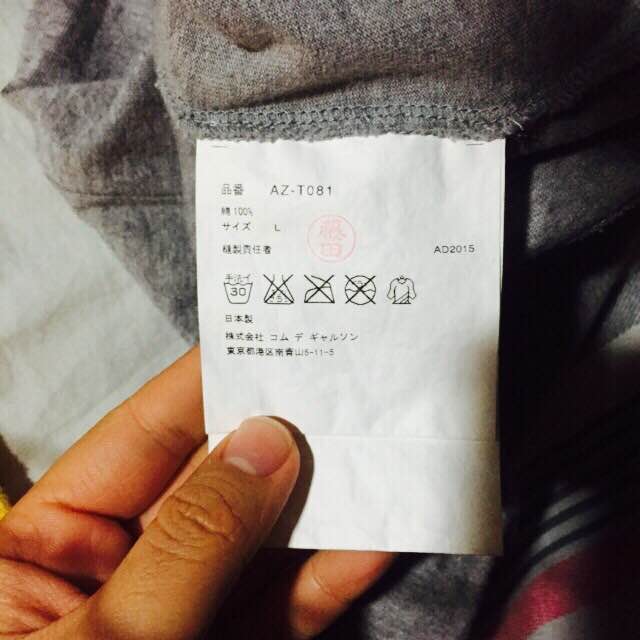 品番 AZ-T081
綿100%
サイズ L
縫製責任者 AD2015
手洗イ
30
日本製
株式会社 コム デ ギャルソン
東京都港区南青山5-11-5